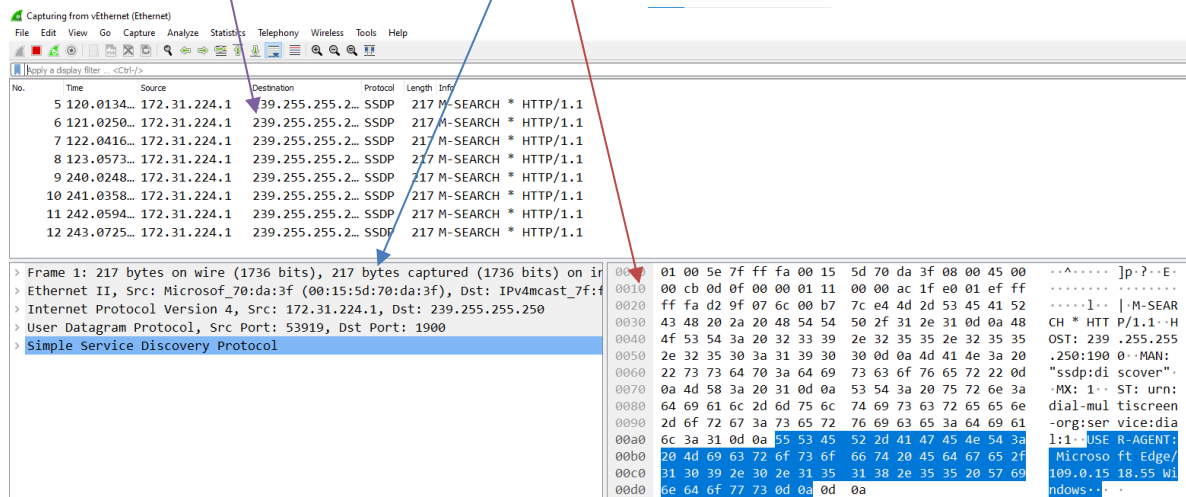 Capturing from vEthernet (Ethernet)
File Edit View Go Capture Analyze Statistics Telephony Wireless Tools Help
Apply a display filter ... <Ctrl-/>
No. Time Source Destination Protocol Length Info
5 120.0134… 172.31.224.1 239.255.255.2… SSDP 217 M-SEARCH * HTTP/1.1
6 121.0250… 172.31.224.1 239.255.255.2… SSDP 217 M-SEARCH * HTTP/1.1
7 122.0416… 172.31.224.1 239.255.255.2… SSDP 217 M-SEARCH * HTTP/1.1
8 123.0573… 172.31.224.1 239.255.255.2… SSDP 217 M-SEARCH * HTTP/1.1
9 240.0248… 172.31.224.1 239.255.255.2… SSDP 217 M-SEARCH * HTTP/1.1
10 241.0358… 172.31.224.1 239.255.255.2… SSDP 217 M-SEARCH * HTTP/1.1
11 242.0594… 172.31.224.1 239.255.255.2… SSDP 217 M-SEARCH * HTTP/1.1
12 243.0725… 172.31.224.1 239.255.255.2… SSDP 217 M-SEARCH * HTTP/1.1
> Frame 1: 217 bytes on wire (1736 bits), 217 bytes captured (1736 bits) on in
> Ethernet II, Src: Microsof_70:da:3f (00:15:5d:70:da:3f), Dst: IPv4mcast_7f:f
> Internet Protocol Version 4, Src: 172.31.224.1, Dst: 239.255.255.250
> User Datagram Protocol, Src Port: 53919, Dst Port: 1900
> Simple Service Discovery Protocol
0000 01 00 5e 7f ff fa 00 15 5d 70 da 3f 08 00 45 00 ··^····· ]p·?··E·
0010 00 cb 0d 0f 00 00 01 11 00 00 ac 1f e0 01 ef ff ········ ········
0020 ff fa d2 9f 07 6c 00 b7 7c e4 4d 2d 53 45 41 52 ·····l·· |·M-SEAR
0030 43 48 20 2a 20 48 54 54 50 2f 31 2e 31 0d 0a 48 CH * HTT P/1.1··H
0040 4f 53 54 3a 20 32 33 39 2e 32 35 35 2e 32 35 35 OST: 239 .255.255
0050 2e 32 35 30 3a 31 39 30 30 0d 0a 4d 41 4e 3a 20 .250:190 0··MAN:
0060 22 73 73 64 70 3a 64 69 73 63 6f 76 65 72 22 0d "ssdp:di scover"·
0070 0a 4d 58 3a 20 31 0d 0a 53 54 3a 20 75 72 6e 3a ·MX: 1·· ST: urn:
0080 64 69 61 6c 2d 6d 75 6c 74 69 73 63 72 65 65 6e dial-mul tiscreen
0090 2d 6f 72 67 3a 73 65 72 76 69 63 65 3a 64 69 61 -org:ser vice:dia
00a0 6c 3a 31 0d 0a 55 53 45 52 2d 41 47 45 4e 54 3a l:1··USE R-AGENT:
00b0 20 4d 69 63 72 6f 73 6f 66 74 20 45 64 67 65 2f Microso ft Edge/
00c0 31 30 39 2e 30 2e 31 35 31 38 2e 35 35 20 57 69 109.0.15 18.55 Wi
00d0 6e 64 6f 77 73 0d 0a 0d 0a ndows··· ·